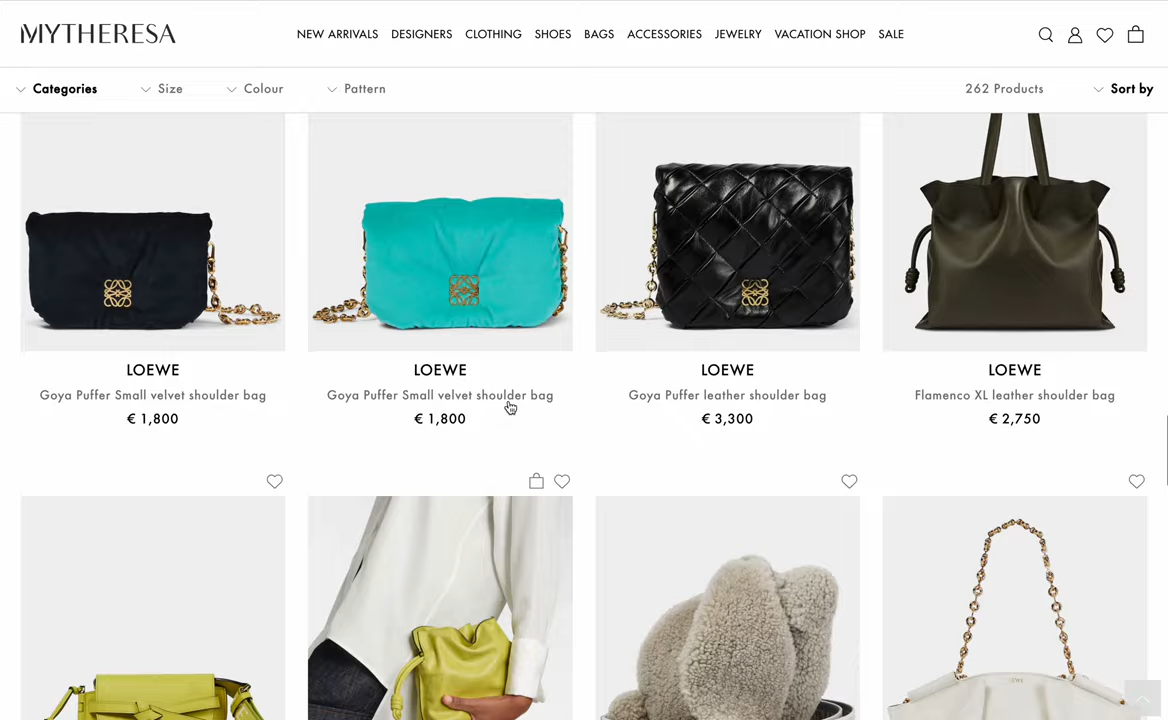 MYTHERESA
NEW ARRIVALS DESIGNERS CLOTHING SHOES BAGS ACCESSORIES JEWELRY VACATION SHOP SALE
Categories Size Colour Pattern 262 Products Sort by
LOEWE
Goya Puffer Small velvet shoulder bag
€ 1,800
LOEWE
Goya Puffer Small velvet shoulder bag
€ 1,800
LOEWE
Goya Puffer leather shoulder bag
€ 3,300
LOEWE
Flamenco XL leather shoulder bag
€ 2,750